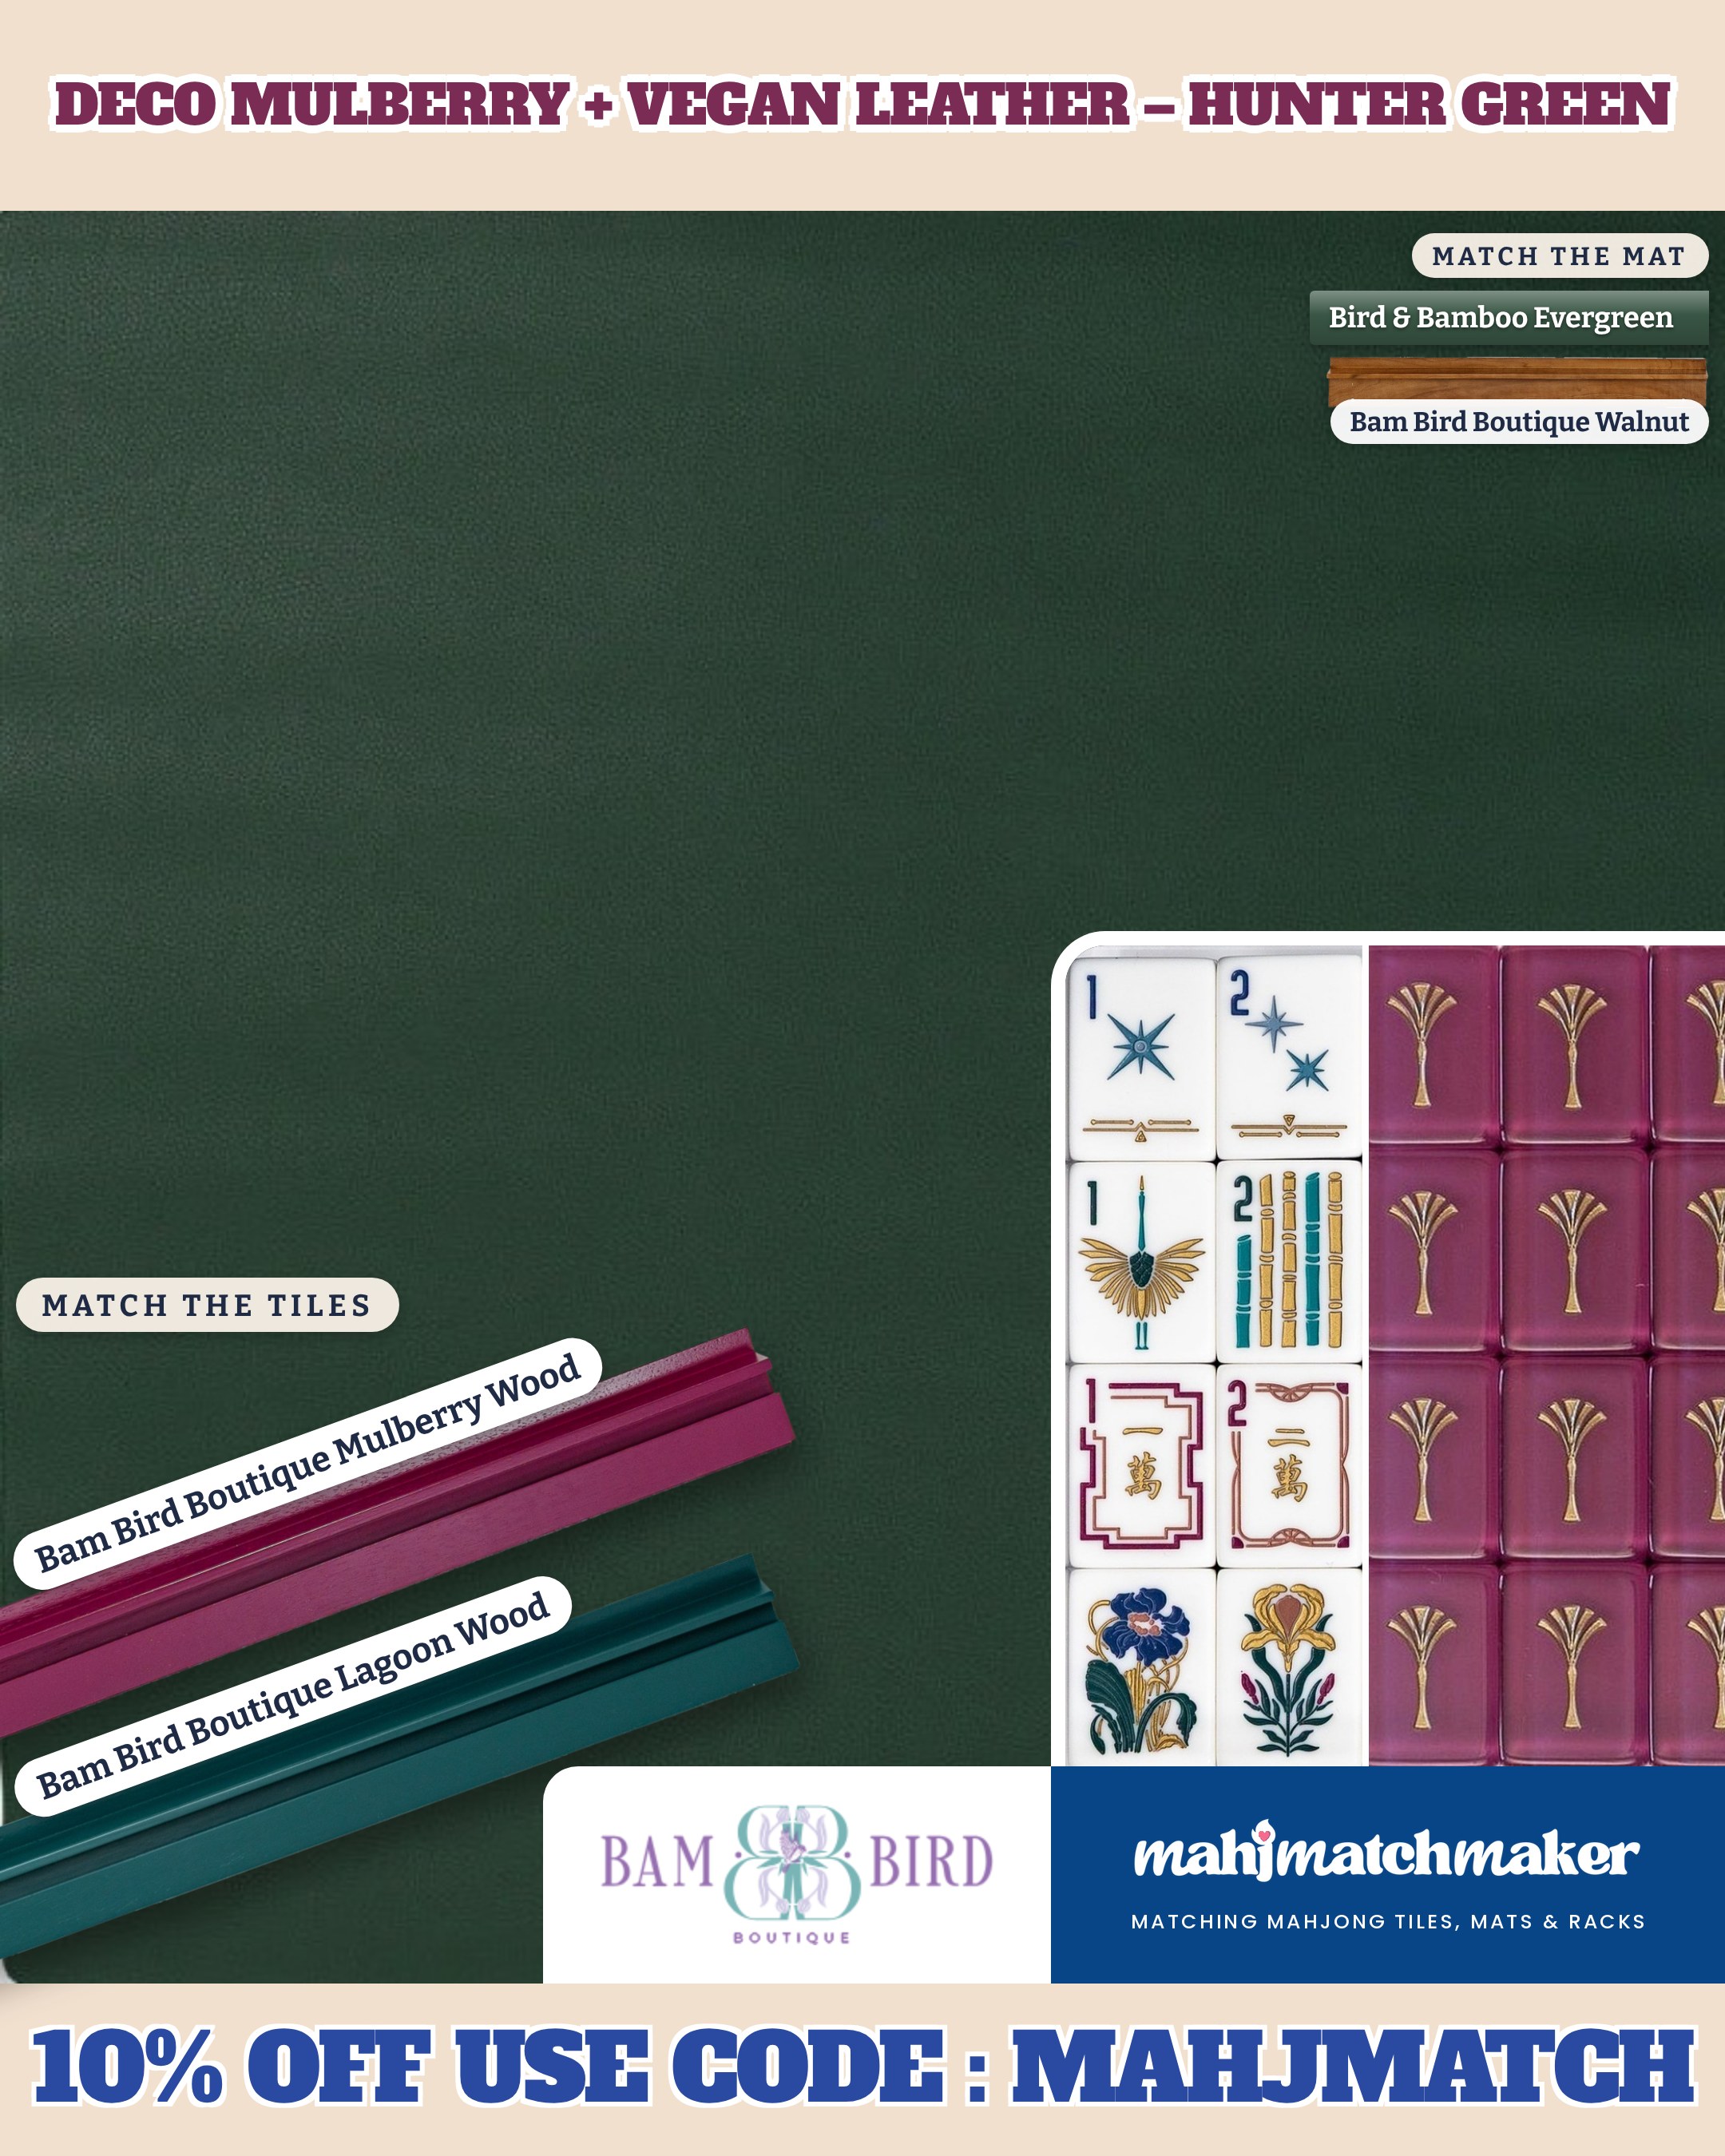 DECO MULBERRY + VEGAN LEATHER – HUNTER GREEN
MATCH THE MAT
Bird & Bamboo Evergreen
Bam Bird Boutique Walnut
1 2
1 2
1 2
一 二
萬 萬
MATCH THE TILES
Bam Bird Boutique Mulberry Wood
Bam Bird Boutique Lagoon Wood
BAM BIRD
BOUTIQUE
mahjmatchmaker
MATCHING MAHJONG TILES, MATS & RACKS
10% OFF USE CODE : MAHJMATCH